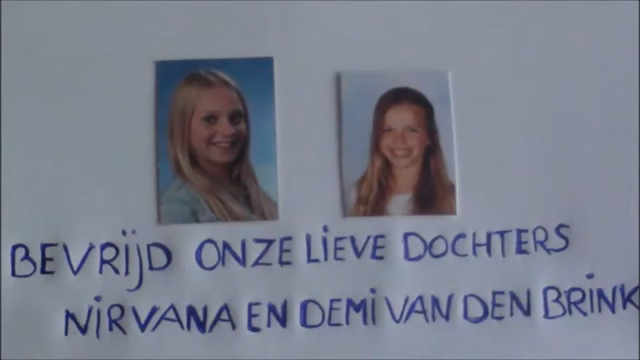 BEVRIJD ONZE LIEVE DOCHTERS
NIRVANA EN DEMI VAN DEN BRINK